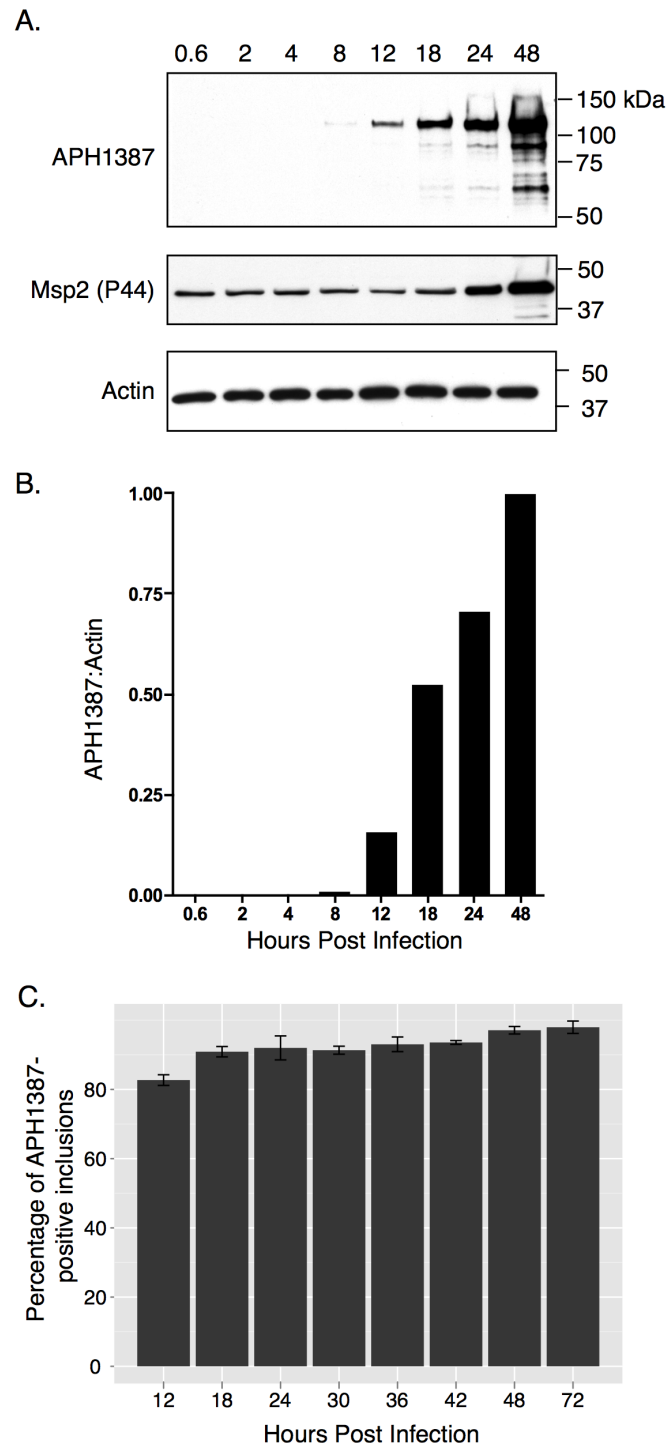 A.
0.6 2 4 8 12 18 24 48
APH1387
150 kDa
100
75
50
Msp2 (P44)
50
37
Actin
50
37
B.
1.00
0.75
0.50
0.25
0.00
APH1387:Actin
0.6 2 4 8 12 18 24 48
Hours Post Infection
C.
80
60
40
20
0
Percentage of APH1387-
positive inclusions
12 18 24 30 36 42 48 72
Hours Post Infection